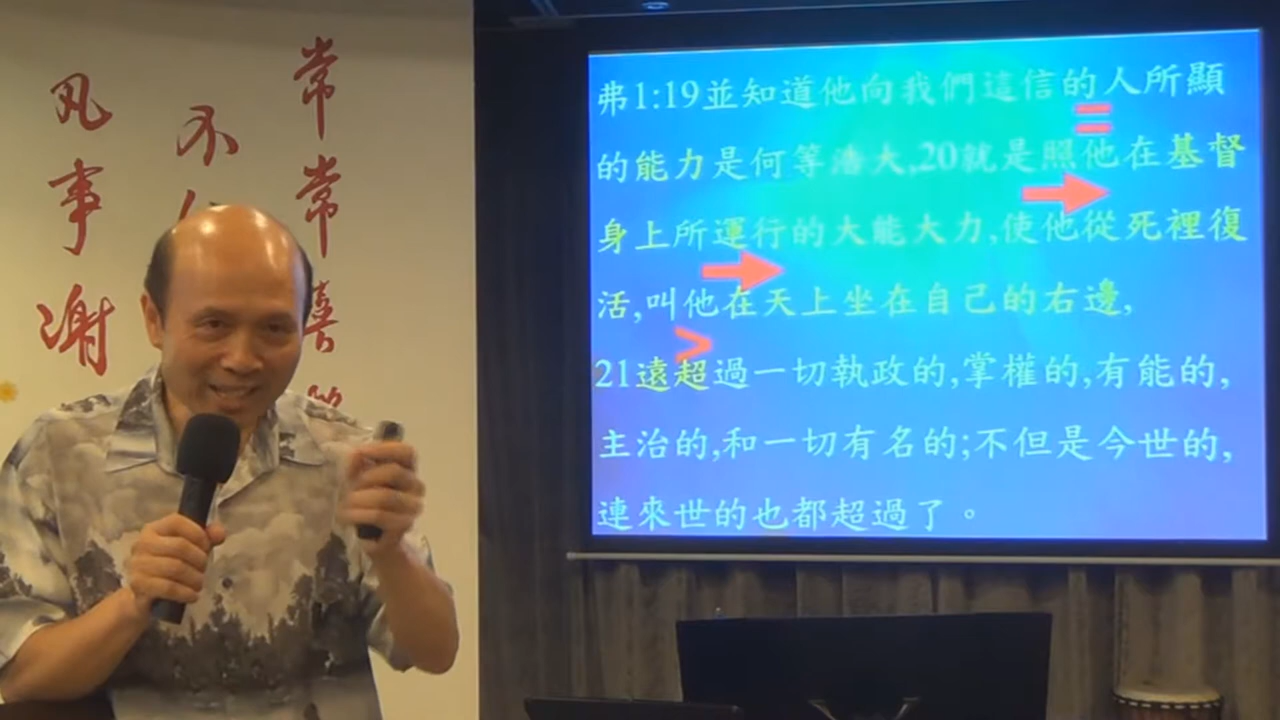 常常喜
不
凡事謝
弗1:19並知道他向我們這信的人所顯
=
的能力是何等浩大,20就是照他在基督
身上所運行的大能大力,使他從死裡復
活,叫他在天上坐在自己的右邊,
>
21遠超過一切執政的,掌權的,有能的,
主治的,和一切有名的;不但是今世的,
連來世的也都超過了。